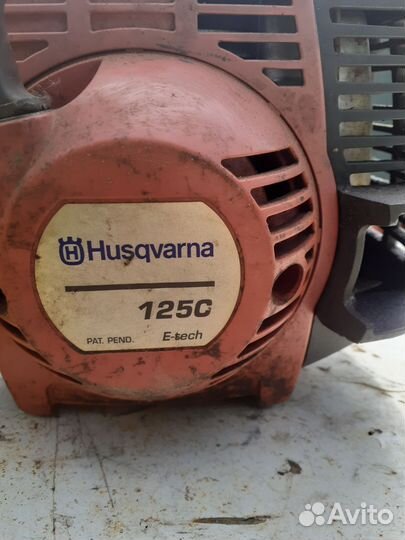 Husqvarna
125C
PAT. PEND. E-tech
Avito